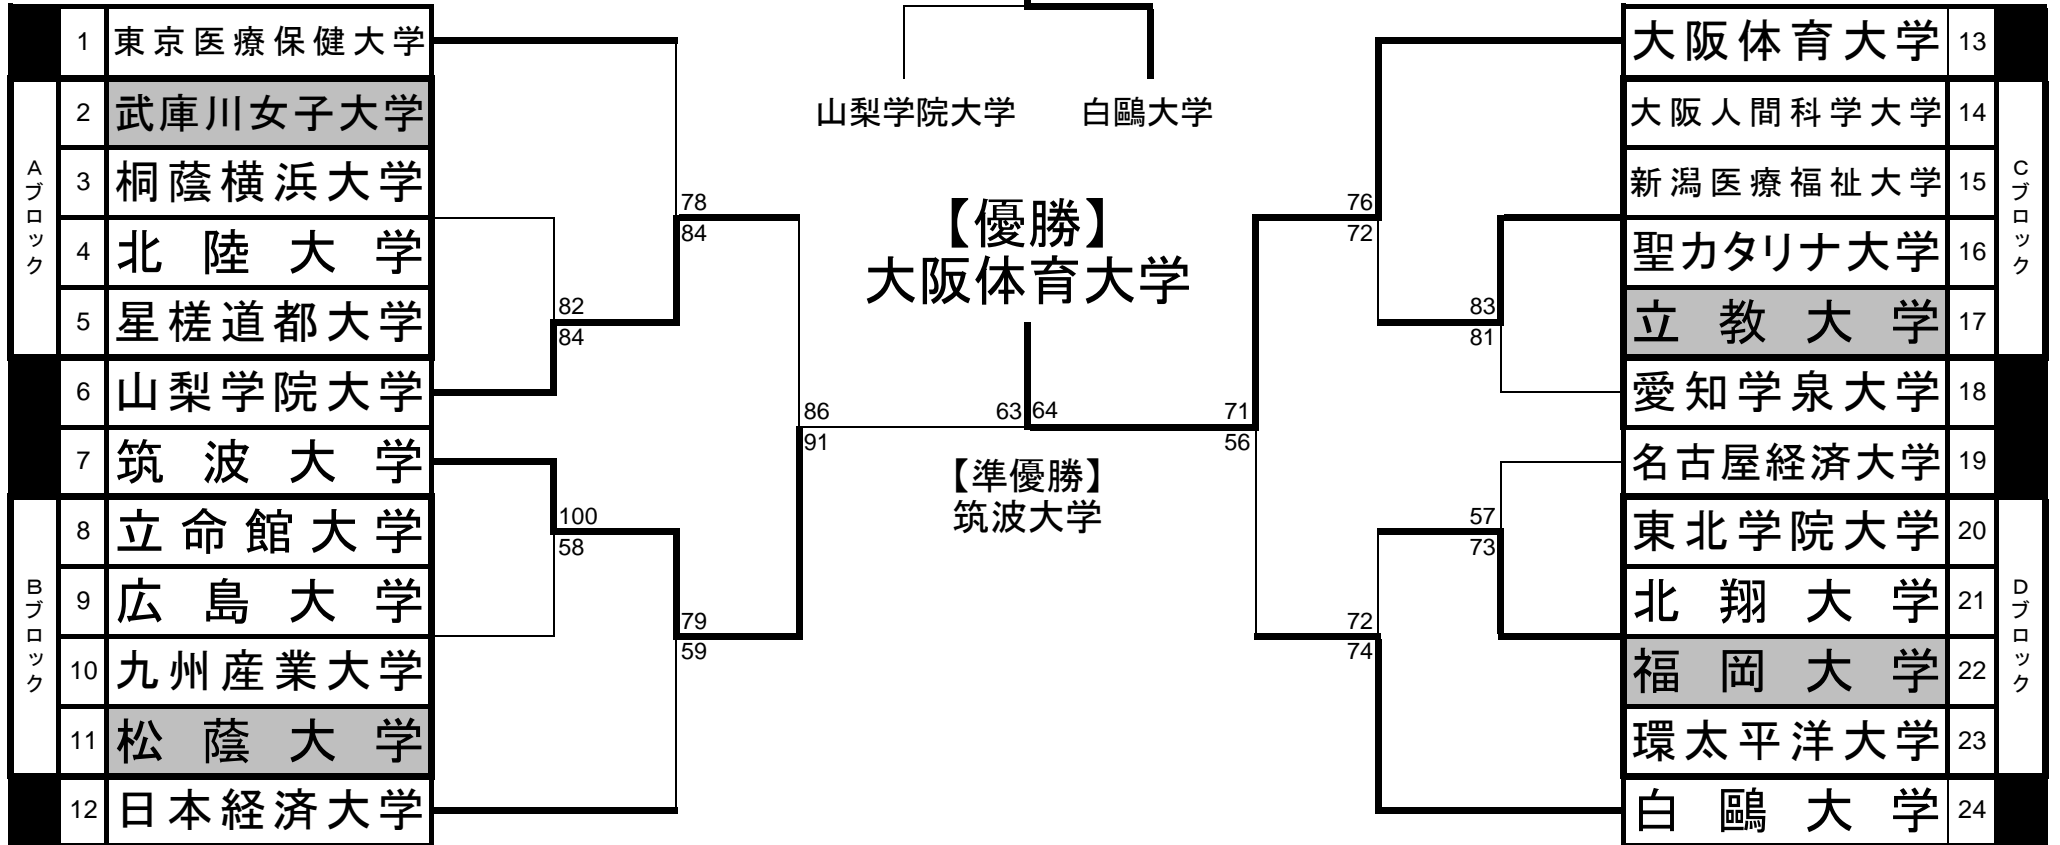 1 東京医療保健大学
2 武庫川女子大学
3 桐蔭横浜大学
4 北陸大学
5 星槎道都大学
6 山梨学院大学
7 筑波大学
8 立命館大学
9 広島大学
10 九州産業大学
11 松蔭大学
12 日本経済大学
Aブロック
Bブロック
82
84
100
58
78
84
79
59
86
91
山梨学院大学 白鷗大学
【優勝】
大阪体育大学
63 64
【準優勝】
筑波大学
71
56
76
72
72
74
83
81
57
73
大阪体育大学 13
大阪人間科学大学 14
新潟医療福祉大学 15
聖カタリナ大学 16
立教大学 17
愛知学泉大学 18
名古屋経済大学 19
東北学院大学 20
北翔大学 21
福岡大学 22
環太平洋大学 23
白鷗大学 24
Cブロック
Dブロック